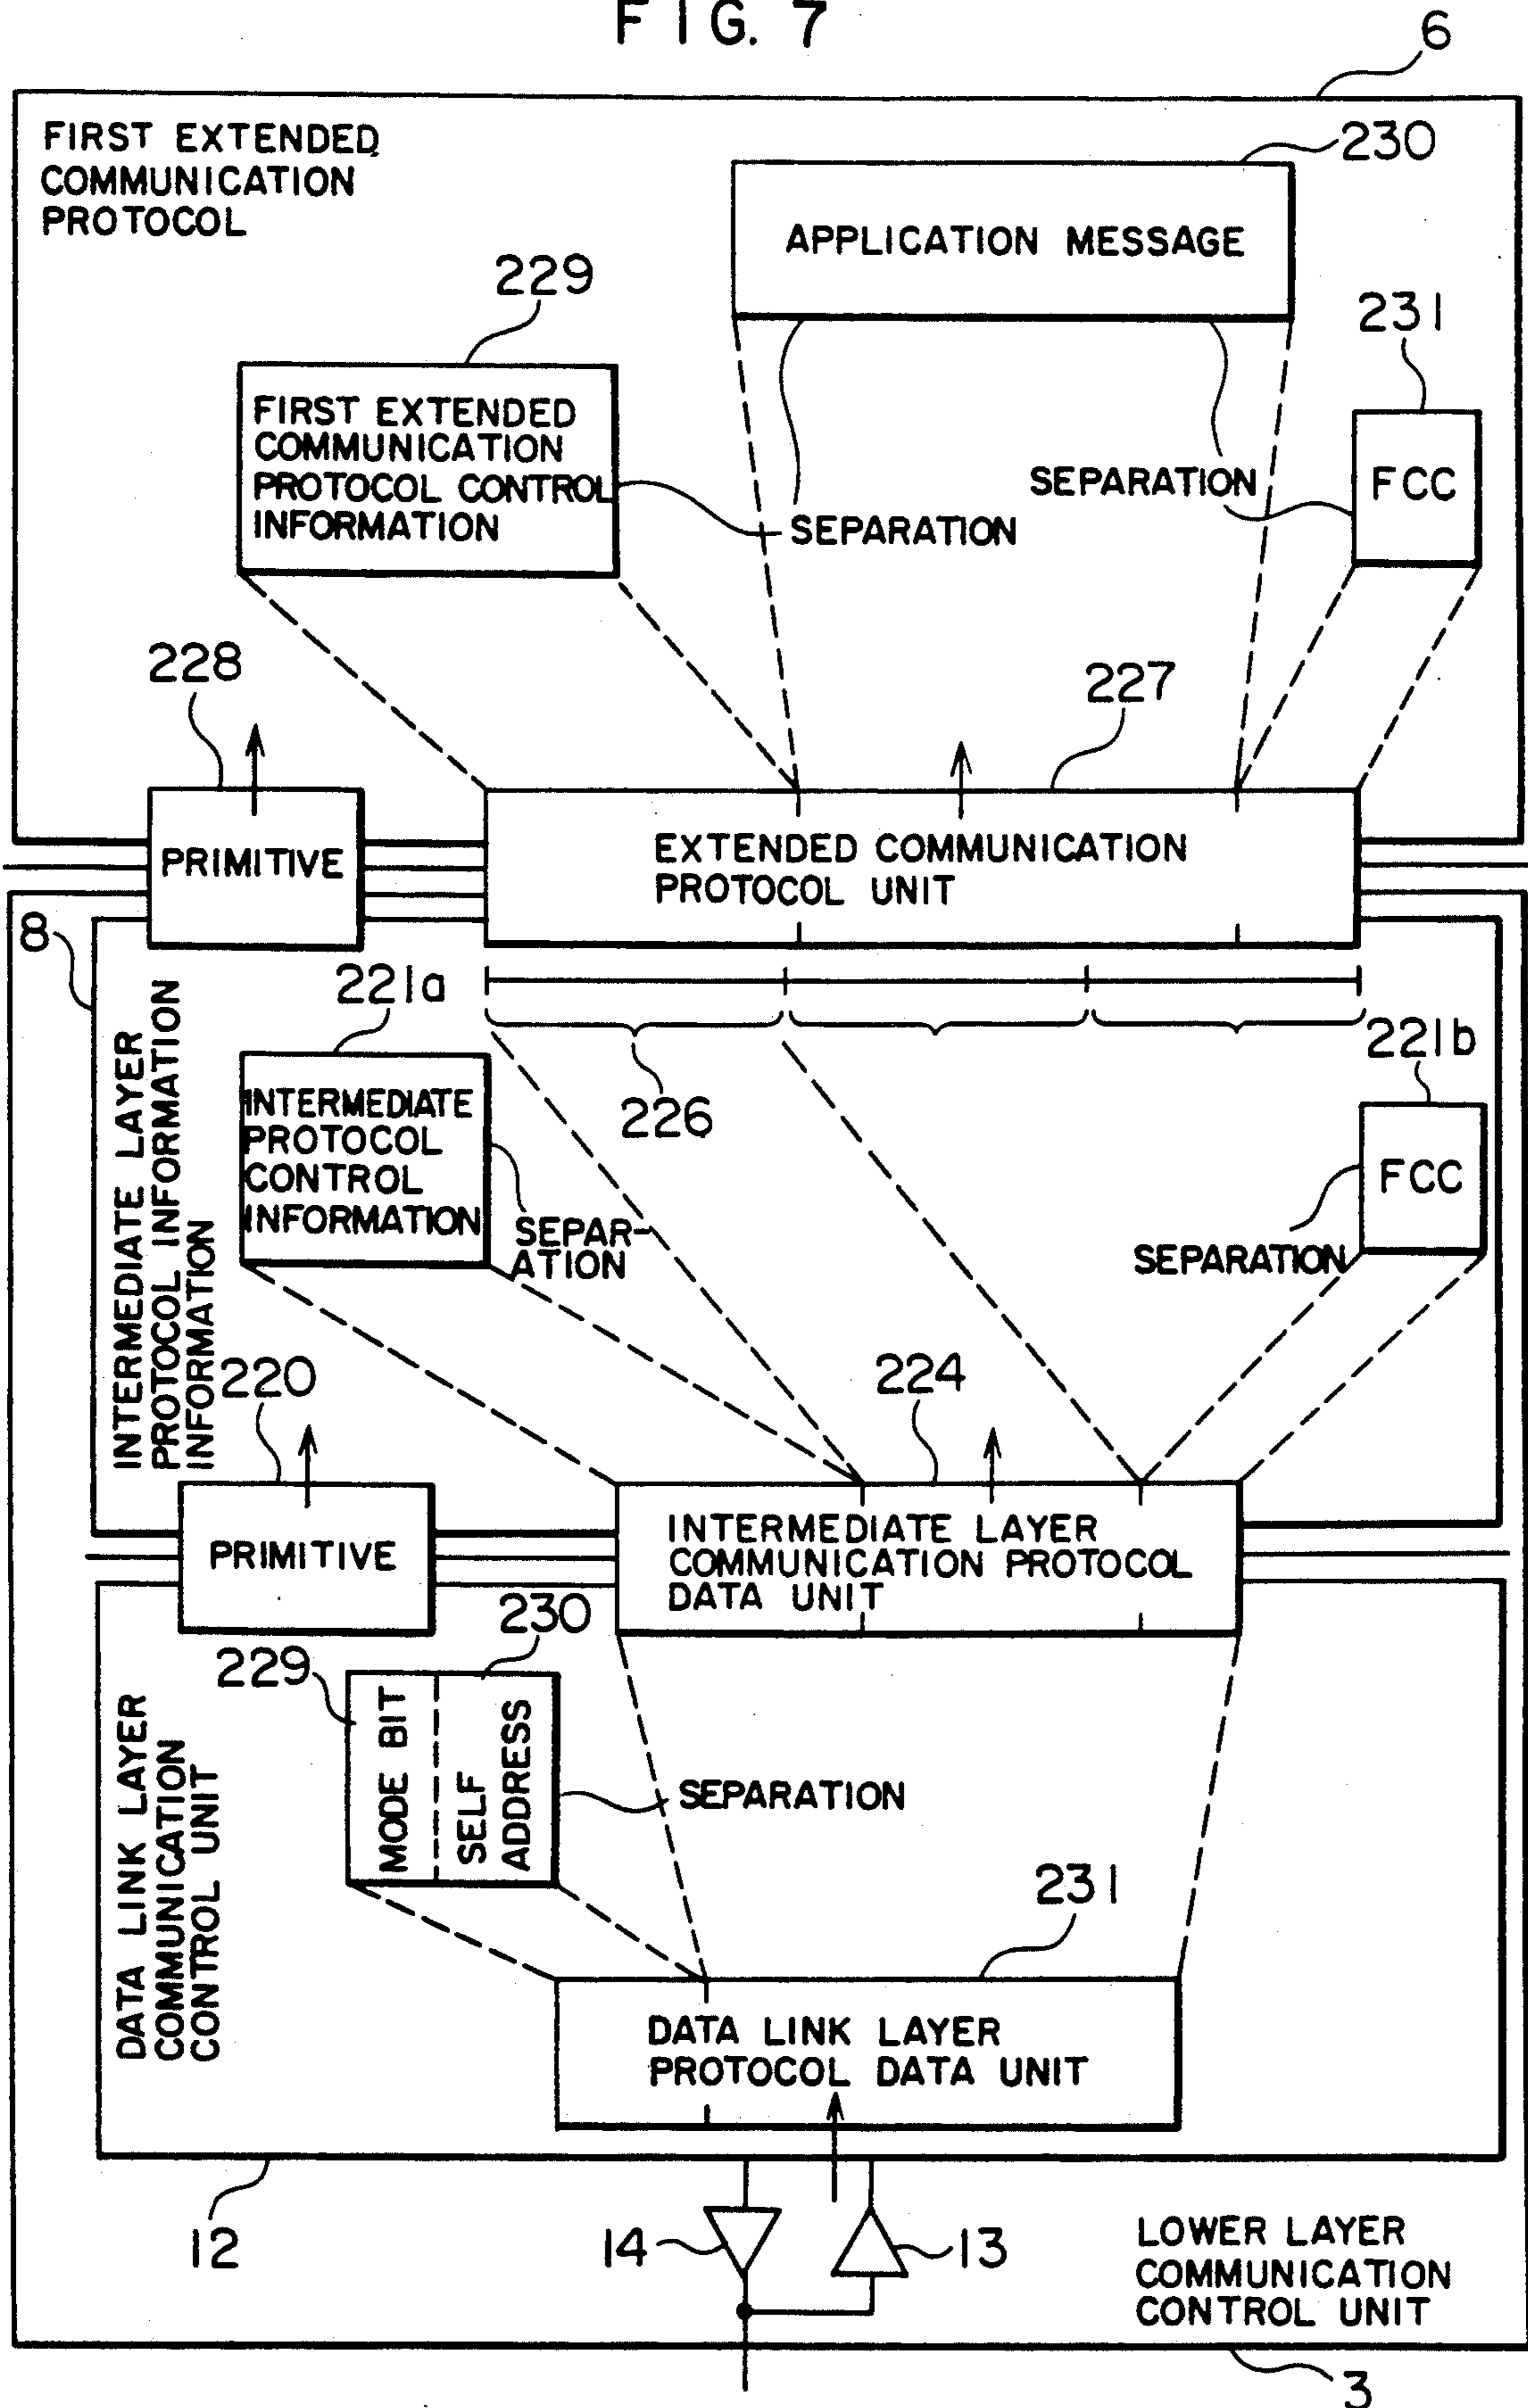 FIG. 7
6
FIRST EXTENDED
COMMUNICATION
PROTOCOL
230
APPLICATION MESSAGE
229
231
FIRST EXTENDED
COMMUNICATION
PROTOCOL CONTROL
INFORMATION
SEPARATION
SEPARATION
FCC
228
227
PRIMITIVE
EXTENDED COMMUNICATION
PROTOCOL UNIT
8
221a
226
221b
INTERMEDIATE LAYER
PROTOCOL INFORMATION
INFORMATION
INTERMEDIATE
PROTOCOL
CONTROL
INFORMATION
SEPAR-
ATION
FCC
SEPARATION
220
224
PRIMITIVE
INTERMEDIATE LAYER
COMMUNICATION PROTOCOL
DATA UNIT
230
229
DATA LINK LAYER
COMMUNICATION
CONTROL UNIT
MODE BIT
SELF
ADDRESS
SEPARATION
231
DATA LINK LAYER
PROTOCOL DATA UNIT
12
14
13
LOWER LAYER
COMMUNICATION
CONTROL UNIT
3